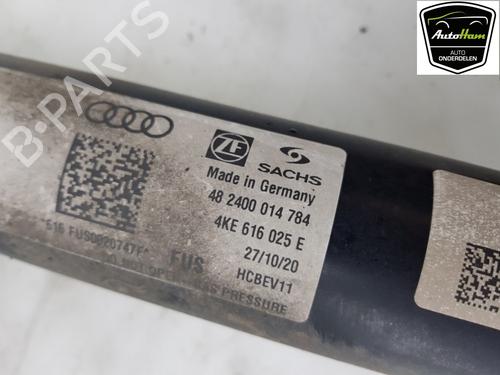 AutoHam
AUTO
ONDERDELEN
B-PARTS
ZF
SACHS
Made in Germany
48 2400 014 784
4KE 616 025 E
27/10/20
HCBEV11
FUS
PRESSURE